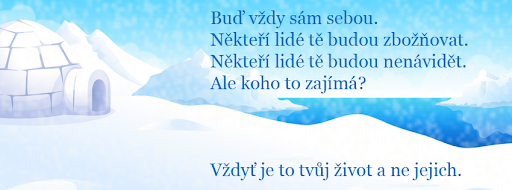 Buď vždy sám sebou.
Někteří lidé tě budou zbožňovat.
Někteří lidé tě budou nenávidět.
Ale koho to zajímá?
Vždyť je to tvůj život a ne jejich.